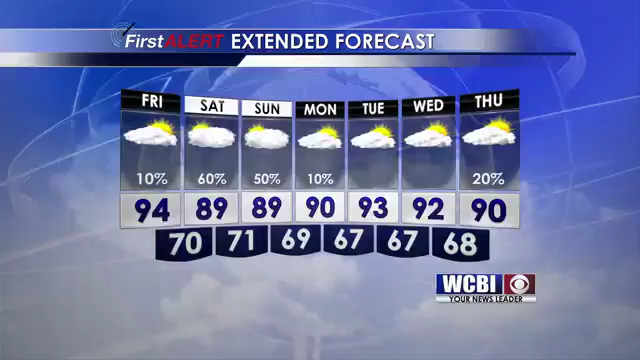 FirstALERT EXTENDED FORECAST
FRI SAT SUN MON TUE WED THU
10% 60% 50% 10% 20%
94 89 89 90 93 92 90
70 71 69 67 67 68
WCBI
YOUR NEWS LEADER